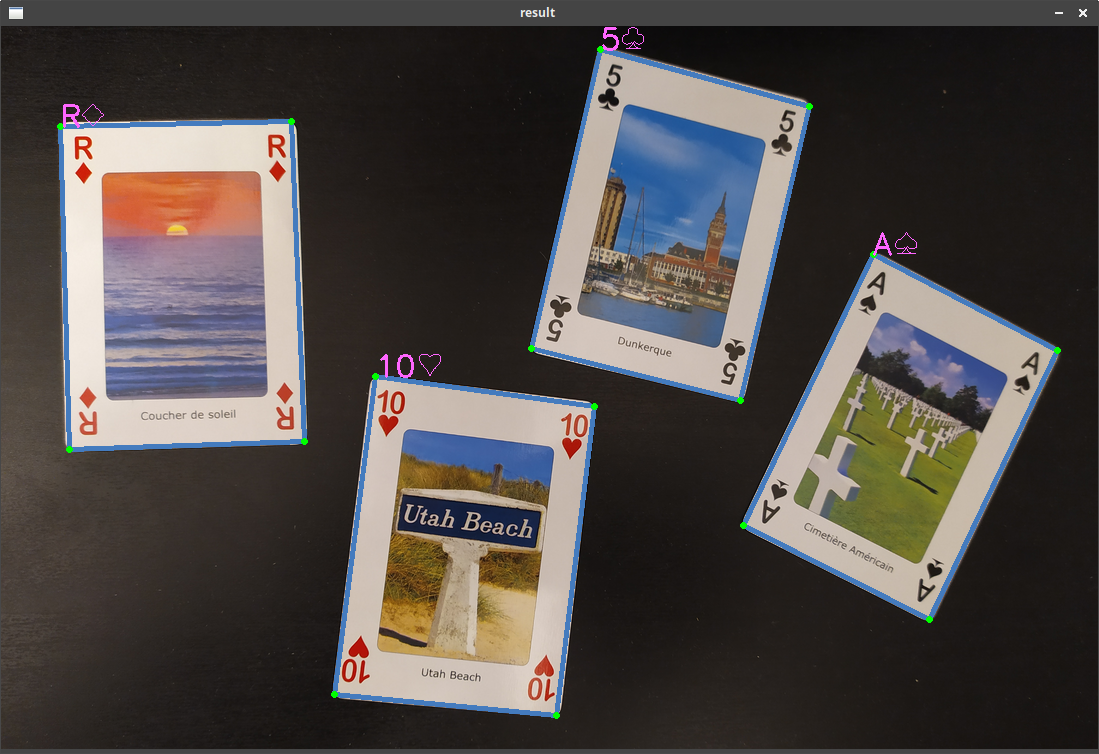 result
R♢
R R
♦ ♦
Coucher de soleil
♦ ♦
R R
5♧
5
♣
5
♣
Dunkerque
♣
5
♣
5
A♤
A
♠
A
♠
Cimetière Américain
♠
A
♠
A
10♡
10
♥
10
♥
Utah Beach
Utah Beach
♥
10
♥
10